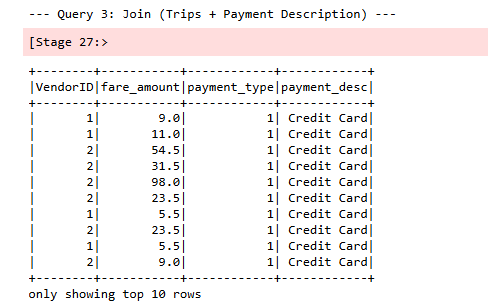 --- Query 3: Join (Trips + Payment Description) ---
[Stage 27:>
+--------+-----------+------------+------------+
|VendorID|fare_amount|payment_type|payment_desc|
+--------+-----------+------------+------------+
|       1|        9.0|           1| Credit Card|
|       1|       11.0|           1| Credit Card|
|       2|       54.5|           1| Credit Card|
|       2|       31.5|           1| Credit Card|
|       2|       98.0|           1| Credit Card|
|       2|       23.5|           1| Credit Card|
|       1|        5.5|           1| Credit Card|
|       2|       23.5|           1| Credit Card|
|       1|        5.5|           1| Credit Card|
|       2|        9.0|           1| Credit Card|
+--------+-----------+------------+------------+
only showing top 10 rows